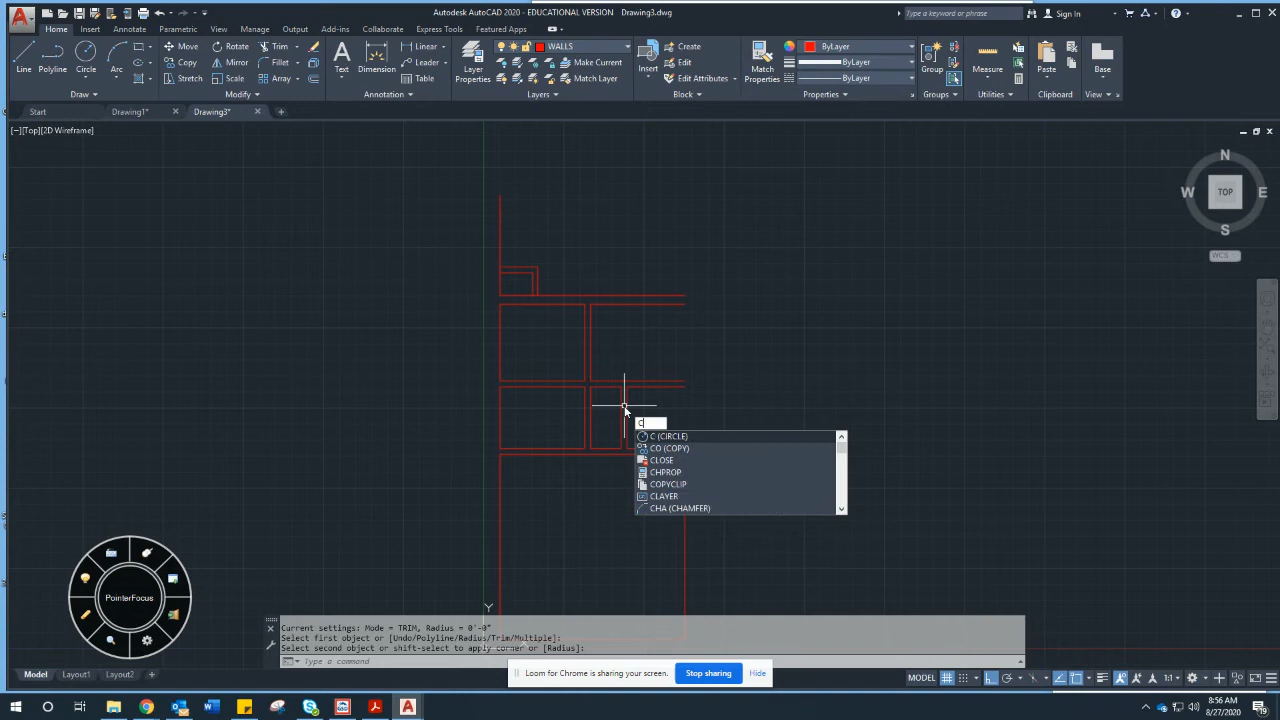 Autodesk AutoCAD 2020 - EDUCATIONAL VERSION Drawing3.dwg
Type a keyword or phrase
Sign In
Home Insert Annotate Parametric View Manage Output Add-ins Collaborate Express Tools Featured Apps
Line Polyline Circle Arc
Move Rotate Trim
Copy Mirror Fillet
Stretch Scale Array
Text Dimension
Linear
Leader
Table
Layer Properties
WALLS
Make Current
Match Layer
Insert
Create
Edit
Edit Attributes
Match Properties
ByLayer
ByLayer
ByLayer
Group
Measure
Paste
Base
Draw Modify Annotation Layers Block Properties Groups Utilities Clipboard View
Start Drawing1* Drawing3*
[−][Top][2D Wireframe]
N
W TOP E
S
WCS
C
C (CIRCLE)
CO (COPY)
CLOSE
CHPROP
COPYCLIP
CLAYER
CHA (CHAMFER)
PointerFocus
Y
Current settings: Mode = TRIM, Radius = 0'-0"
Select first object or [Undo/Polyline/Radius/Trim/Multiple]:
Select second object or shift-select to apply corner or [Radius]:
Type a command
Loom for Chrome is sharing your screen. Stop sharing Hide
Model Layout1 Layout2
MODEL 1:1
8:56 AM
8/27/2020